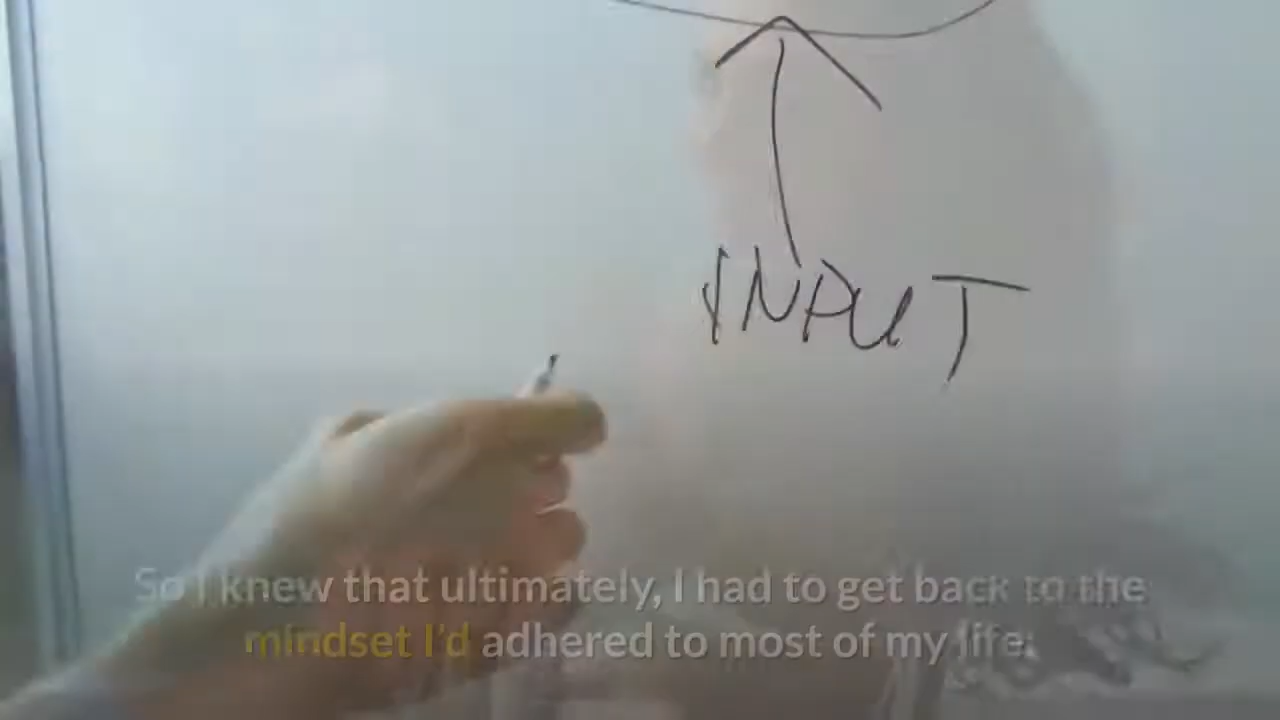 INPUT
So I knew that ultimately, I had to get back to the
mindset I'd adhered to most of my life: